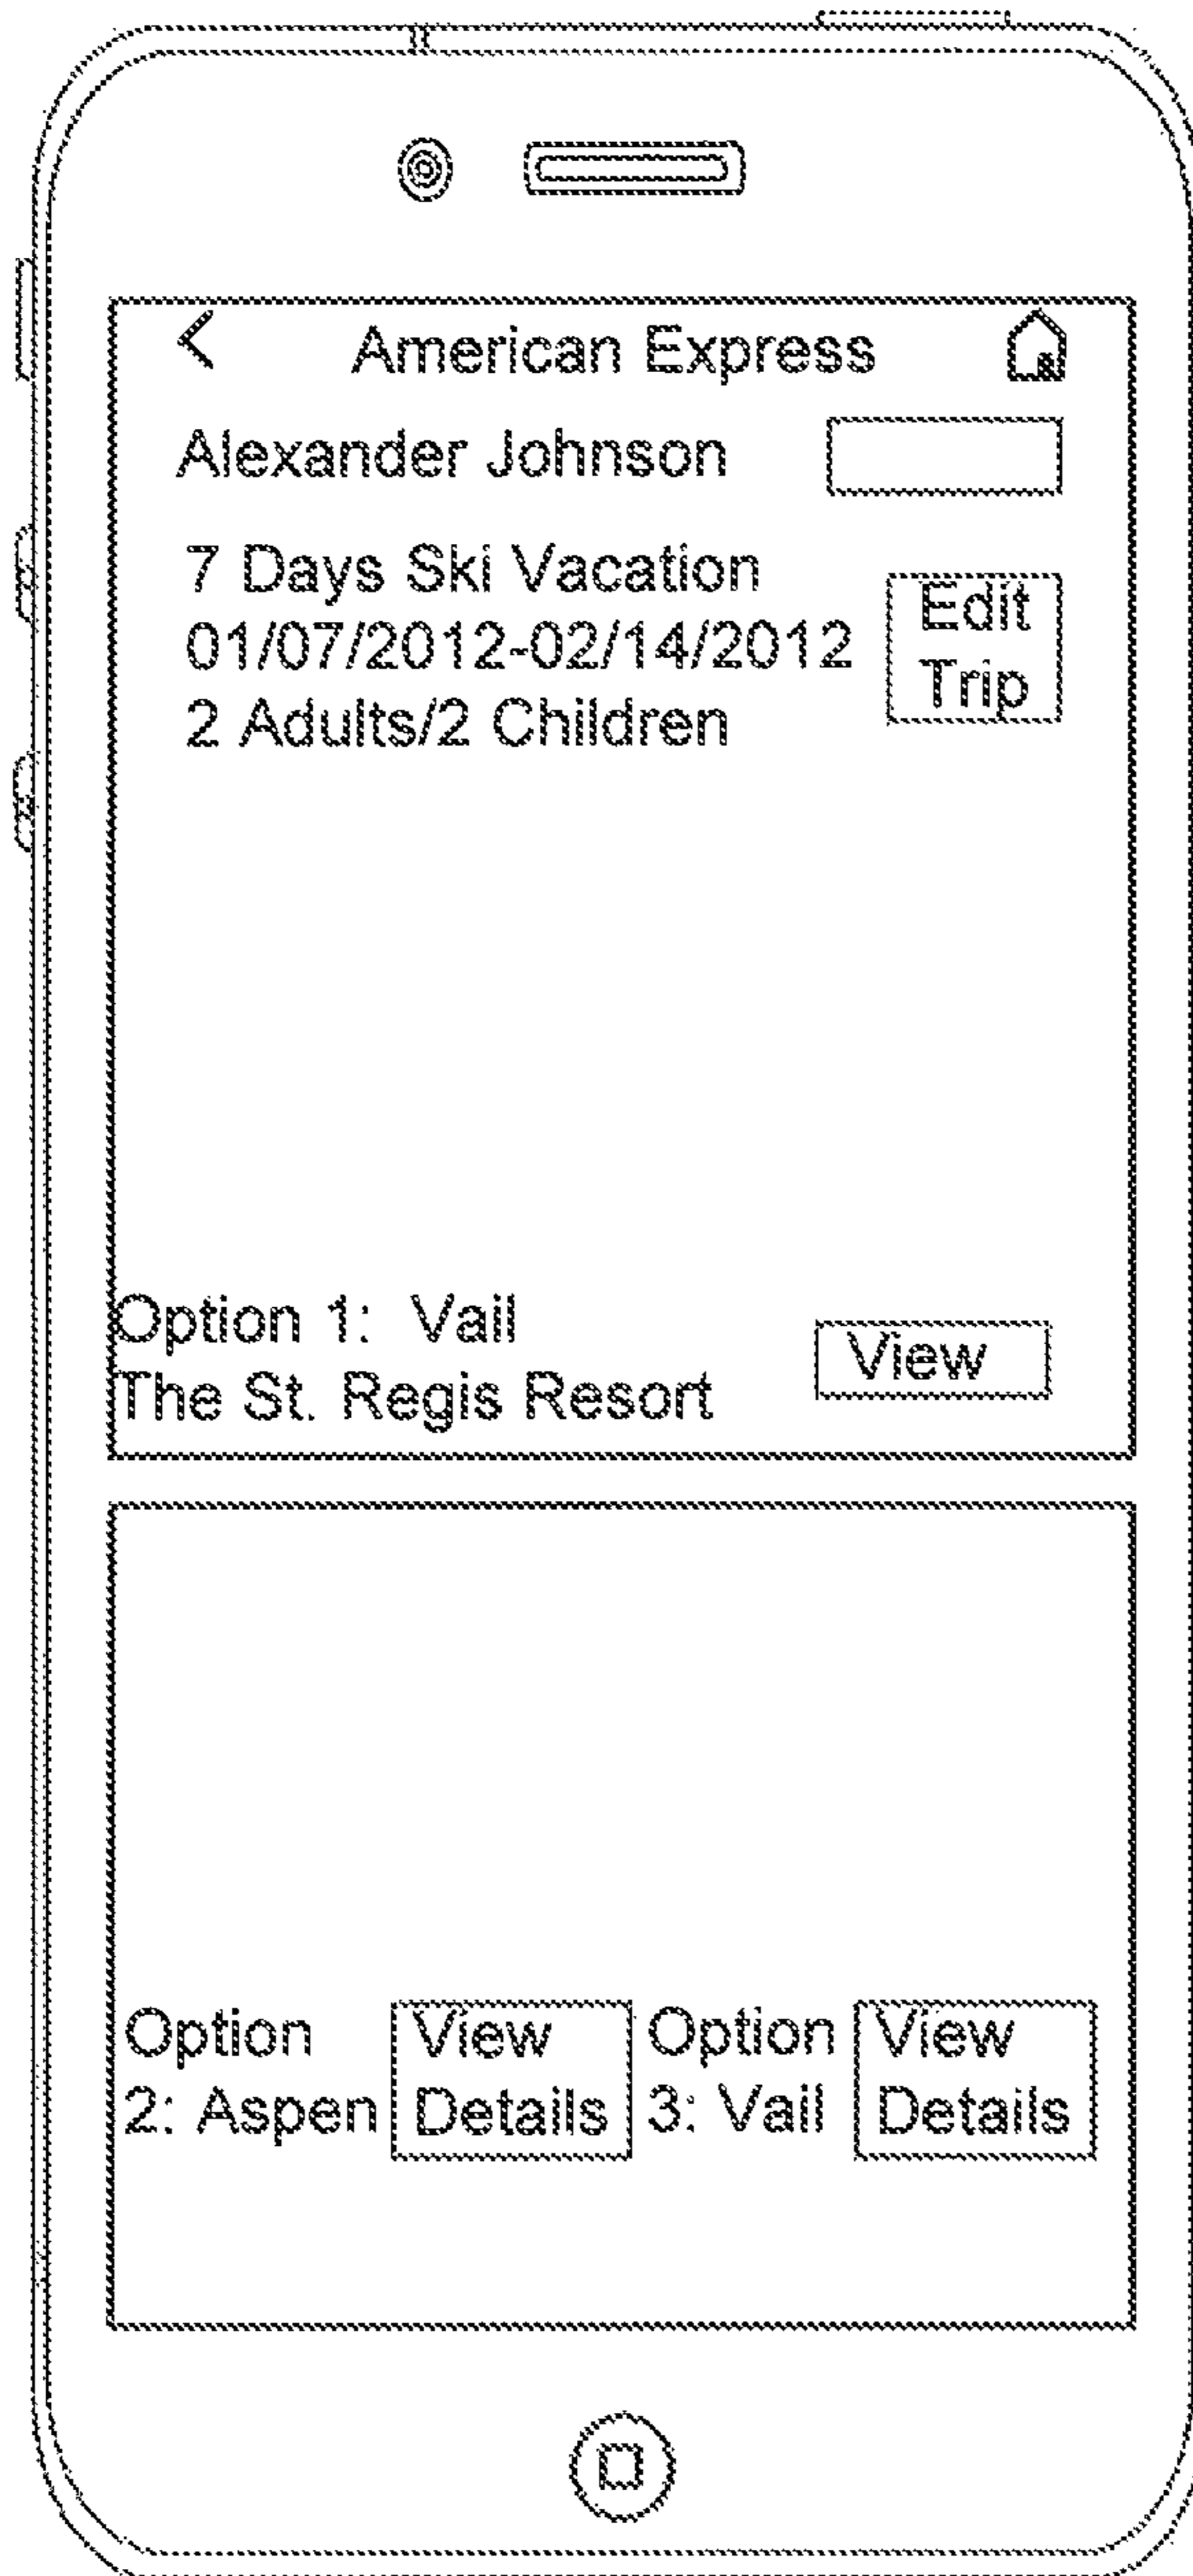 American Express
Alexander Johnson
7 Days Ski Vacation
01/07/2012-02/14/2012
2 Adults/2 Children
Edit
Trip
Option 1: Vail
The St. Regis Resort
View
Option
2: Aspen
View
Details
Option
3: Vail
View
Details